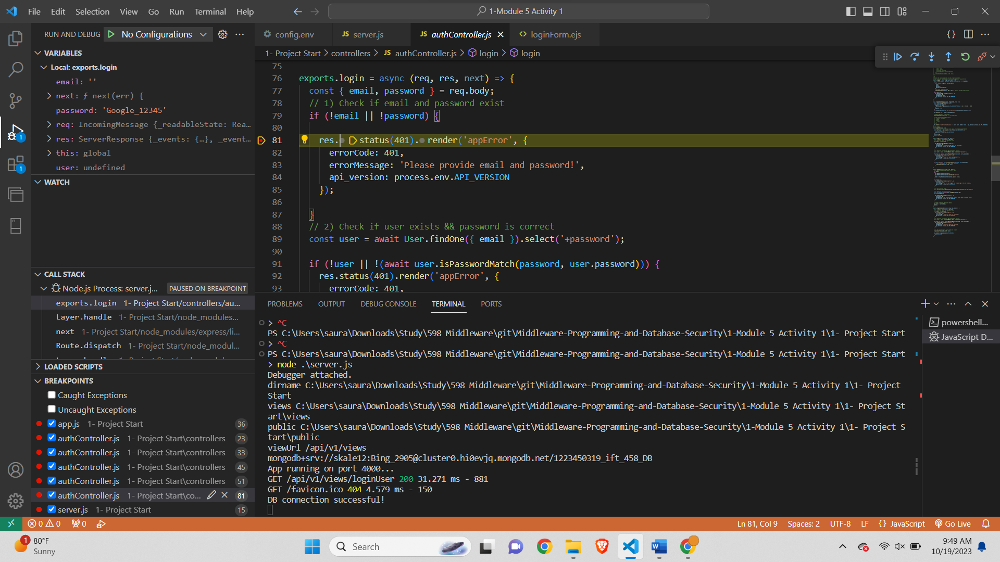 File Edit Selection View Go Run Terminal Help
1-Module 5 Activity 1
RUN AND DEBUG No Configurations
config.env
JS server.js
JS authController.js
loginForm.ejs
1- Project Start > controllers > JS authController.js > login > login
VARIABLES
Local: exports.login
email: ''
next: ƒ next(err) {
password: 'Google_12345'
req: IncomingMessage {_readableState: Rea…
res: ServerResponse {_events: {…}, _event…
this: global
user: undefined
WATCH
CALL STACK
Node.js Process: server.j... PAUSED ON BREAKPOINT
exports.login 1- Project Start/controllers/au...
Layer.handle 1- Project Start/node_modules...
next 1- Project Start/node_modules/express/li...
Route.dispatch 1- Project Start/node_modul...
LOADED SCRIPTS
BREAKPOINTS
Caught Exceptions
Uncaught Exceptions
app.js 1- Project Start 36
authController.js 1- Project Start\controllers 23
authController.js 1- Project Start\controllers 33
authController.js 1- Project Start\controllers 45
authController.js 1- Project Start\controllers 51
authController.js 1- Project Start\co... 81
server.js 1- Project Start 15
75
76 exports.login = async (req, res, next) => {
77 const { email, password } = req.body;
78 // 1) Check if email and password exist
79 if (!email || !password) {
80
81 res. status(401). render('appError', {
82 errorCode: 401,
83 errorMessage: 'Please provide email and password!',
84 api_version: process.env.API_VERSION
85 });
86
87 }
88 // 2) Check if user exists && password is correct
89 const user = await User.findOne({ email }).select('+password');
90
91 if (!user || !(await user.isPasswordMatch(password, user.password))) {
92 res.status(401).render('appError', {
93 errorCode: 401,
PROBLEMS OUTPUT DEBUG CONSOLE TERMINAL PORTS
> ^C
PS C:\Users\saura\Downloads\Study\598 Middleware\git\Middleware-Programming-and-Database-Security\1-Module 5 Activity 1\1- Project Start
> ^C
PS C:\Users\saura\Downloads\Study\598 Middleware\git\Middleware-Programming-and-Database-Security\1-Module 5 Activity 1\1- Project Start
> node .\server.js
Debugger attached.
dirname C:\Users\saura\Downloads\Study\598 Middleware\git\Middleware-Programming-and-Database-Security\1-Module 5 Activity 1\1- Project
Start
views C:\Users\saura\Downloads\Study\598 Middleware\git\Middleware-Programming-and-Database-Security\1-Module 5 Activity 1\1- Project St
art\views
public C:\Users\saura\Downloads\Study\598 Middleware\git\Middleware-Programming-and-Database-Security\1-Module 5 Activity 1\1- Project S
tart\public
viewUrl /api/v1/views
mongodb+srv://skale12:Bing_2905@cluster0.hi0evjq.mongodb.net/1223450319_ift_458_DB
App running on port 4000...
GET /api/v1/views/loginUser 200 31.271 ms - 881
GET /favicon.ico 404 4.579 ms - 150
DB connection successful!
powershell...
JavaScript D...
1
1
0 0 0
Ln 81, Col 9 Spaces: 2 UTF-8 LF {} JavaScript Go Live
1
80°F
Sunny
Search
9:49 AM
10/19/2023